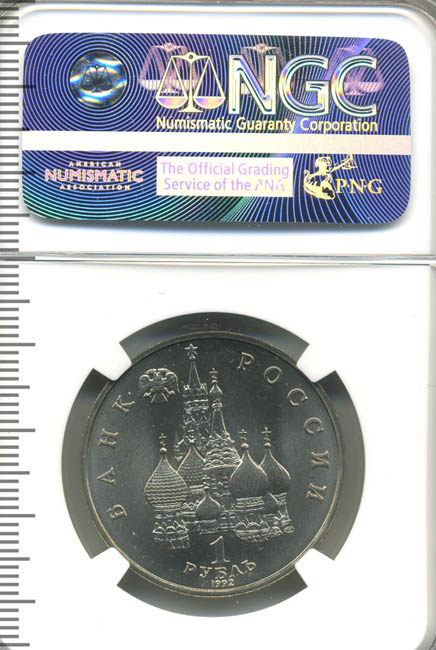 NGC
Numismatic Guaranty Corporation
AMERICAN
NUMISMATIC
ASSOCIATION
The Official Grading
Service of the PNG
PNG
БАНК РОССИИ
1
РУБЛЬ
1992